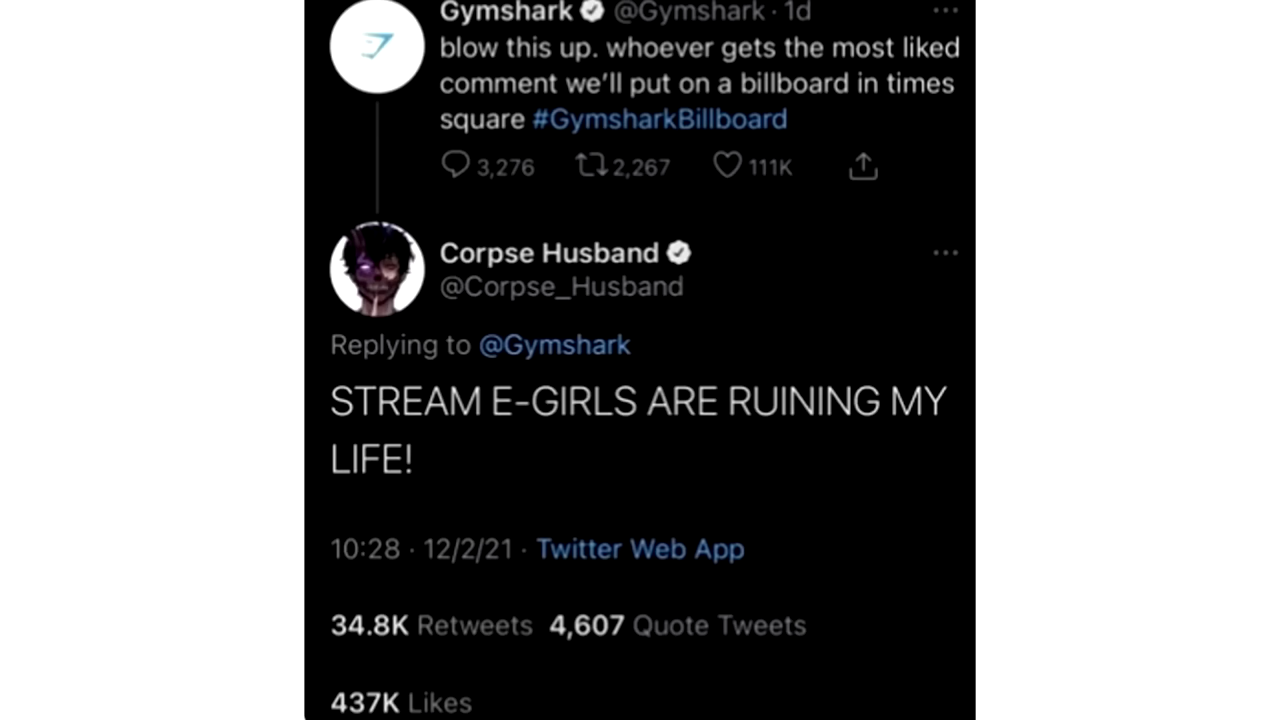 Gymshark @Gymshark · 1d
blow this up. whoever gets the most liked
comment we’ll put on a billboard in times
square #GymsharkBillboard
3,276 2,267 111K
Corpse Husband
@Corpse_Husband
Replying to @Gymshark
STREAM E-GIRLS ARE RUINING MY
LIFE!
10:28 · 12/2/21 · Twitter Web App
34.8K Retweets 4,607 Quote Tweets
437K Likes